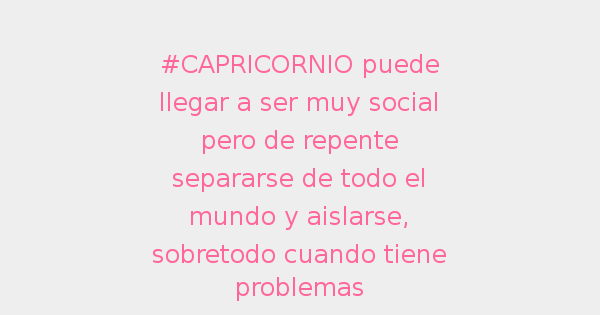 #CAPRICORNIO puede
llegar a ser muy social
pero de repente
separarse de todo el
mundo y aislarse,
sobretodo cuando tiene
problemas